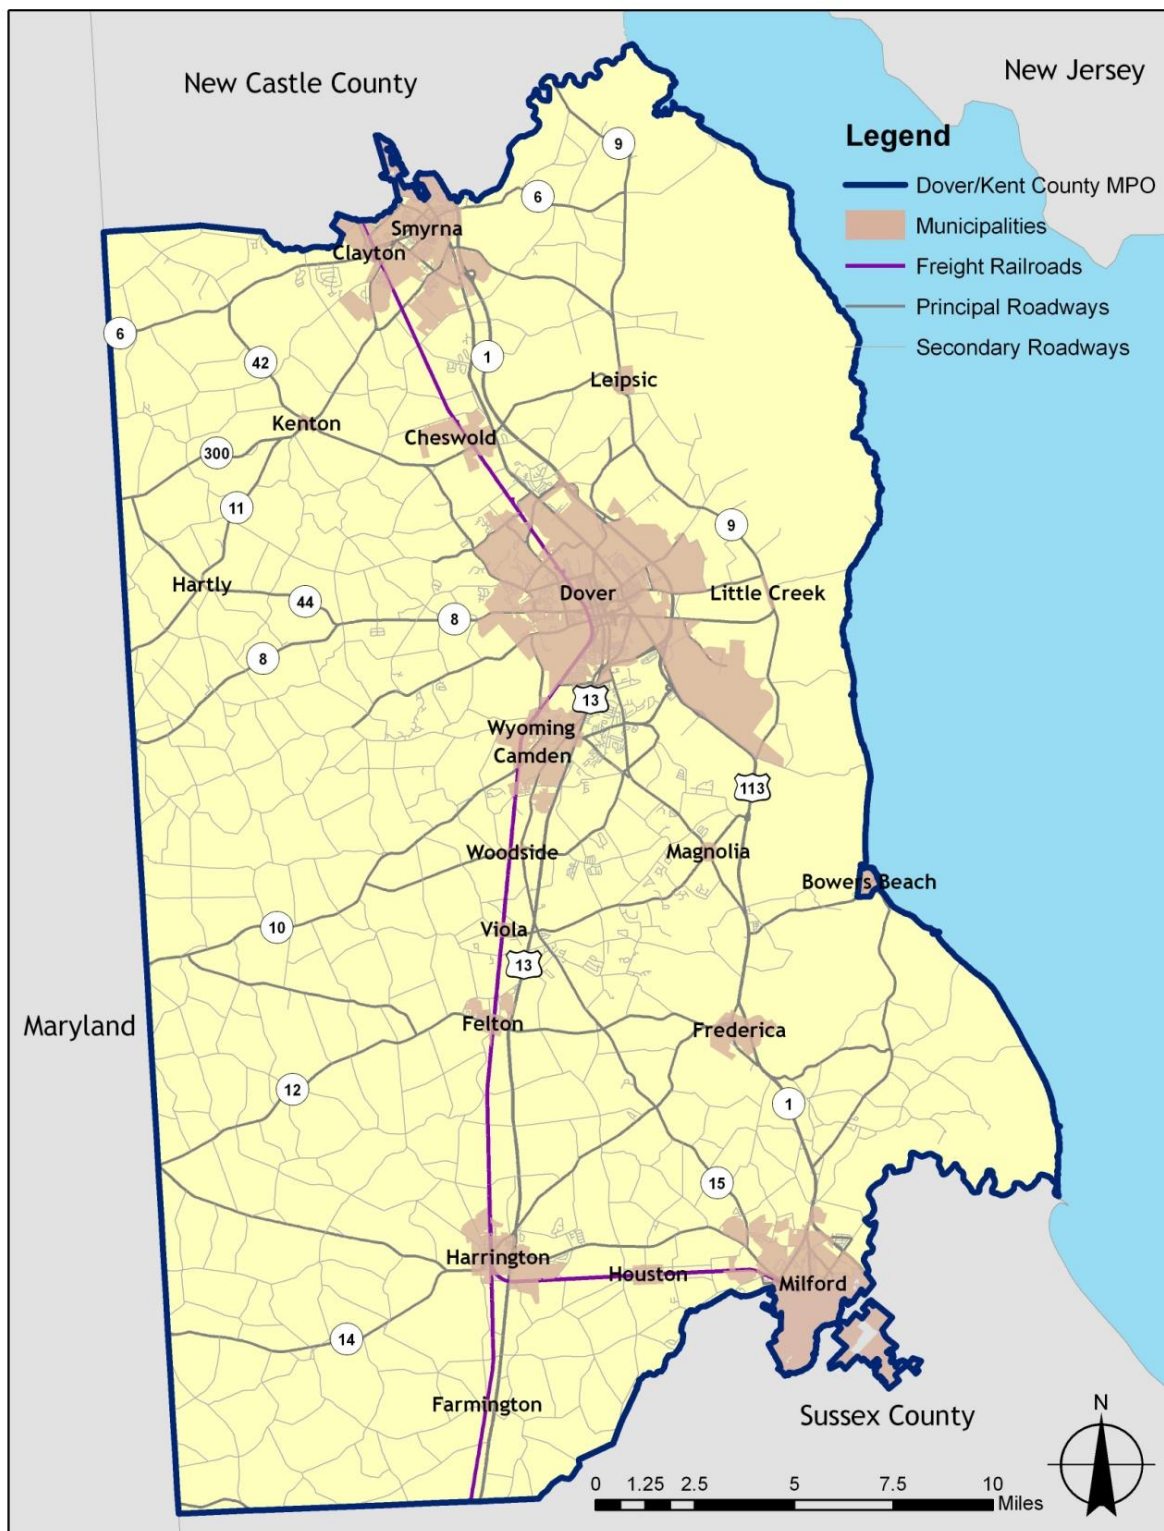 New Castle County
New Jersey
Legend
Dover/Kent County MPO
Municipalities
Freight Railroads
Principal Roadways
Secondary Roadways
9
6
Smyrna
Clayton
6
42
1
Leipsic
Kenton
Cheswold
300
11
9
Hartly
44
Dover
Little Creek
8
8
13
Wyoming
Camden
113
Woodside
Magnolia
Bowers Beach
10
Viola
13
Maryland
Felton
Frederica
12
1
15
Harrington
Houston
Milford
14
Farmington
Sussex County
N
0 1.25 2.5 5 7.5 10
Miles